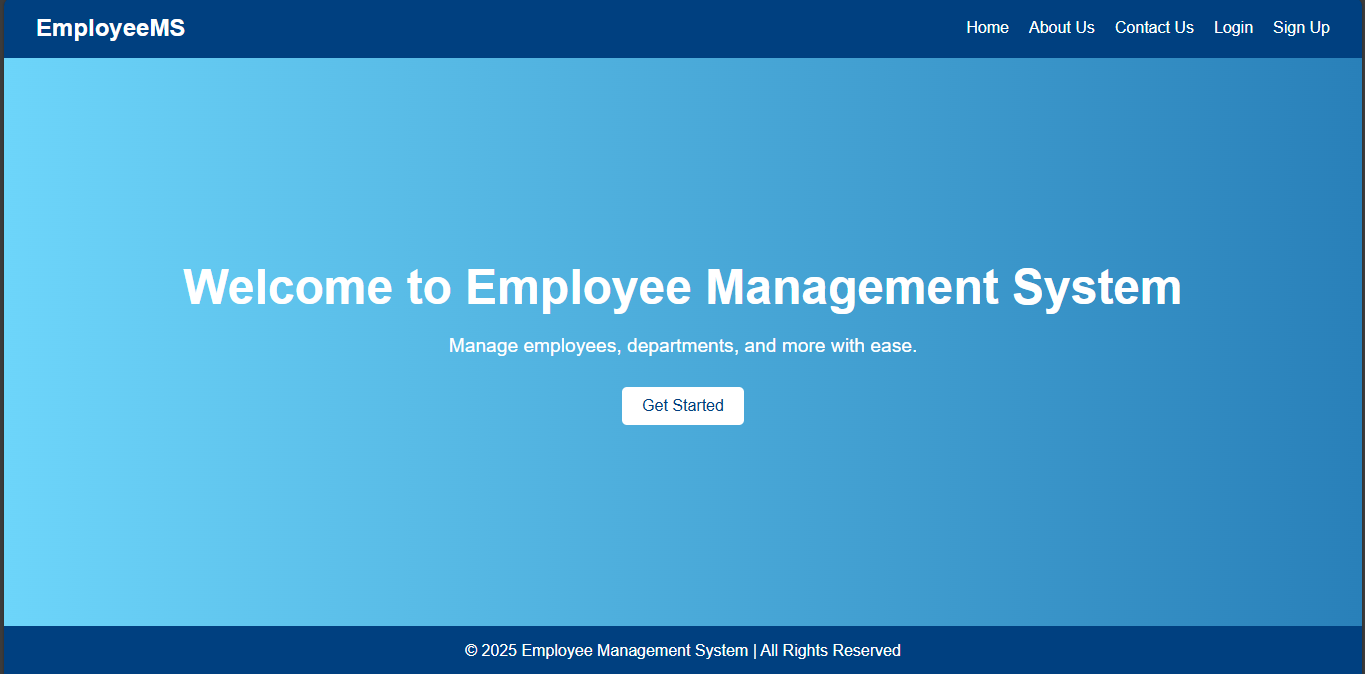 EmployeeMS
Home About Us Contact Us Login Sign Up
Welcome to Employee Management System
Manage employees, departments, and more with ease.
Get Started
© 2025 Employee Management System | All Rights Reserved